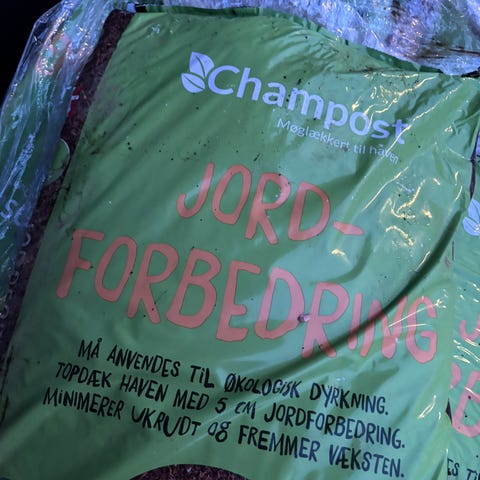 Champost
Møglækkert til haven
JORD-
FORBEDRING
MÅ ANVENDES TIL ØKOLOGISK DYRKNING.
TOPDÆK HAVEN MED 5 CM JORDFORBEDRING.
MINIMERER UKRUDT og FREMMER VÆKSTEN.